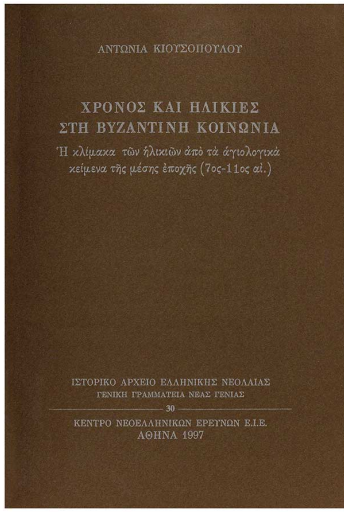 ΑΝΤΩΝΙΑ ΚΙΟΥΣΟΠΟΥΛΟΥ
ΧΡΟΝΟΣ ΚΑΙ ΗΛΙΚΙΕΣ
ΣΤΗ ΒΥΖΑΝΤΙΝΗ ΚΟΙΝΩΝΙΑ
Ἡ κλίμακα τῶν ἡλικιῶν ἀπὸ τὰ ἁγιολογικὰ
κείμενα τῆς μέσης ἐποχῆς (7ος-11ος αἰ.)
ΙΣΤΟΡΙΚΟ ΑΡΧΕΙΟ ΕΛΛΗΝΙΚΗΣ ΝΕΟΛΑΙΑΣ
ΓΕΝΙΚΗ ΓΡΑΜΜΑΤΕΙΑ ΝΕΑΣ ΓΕΝΙΑΣ
30
ΚΕΝΤΡΟ ΝΕΟΕΛΛΗΝΙΚΩΝ ΕΡΕΥΝΩΝ Ε.Ι.Ε.
ΑΘΗΝΑ 1997